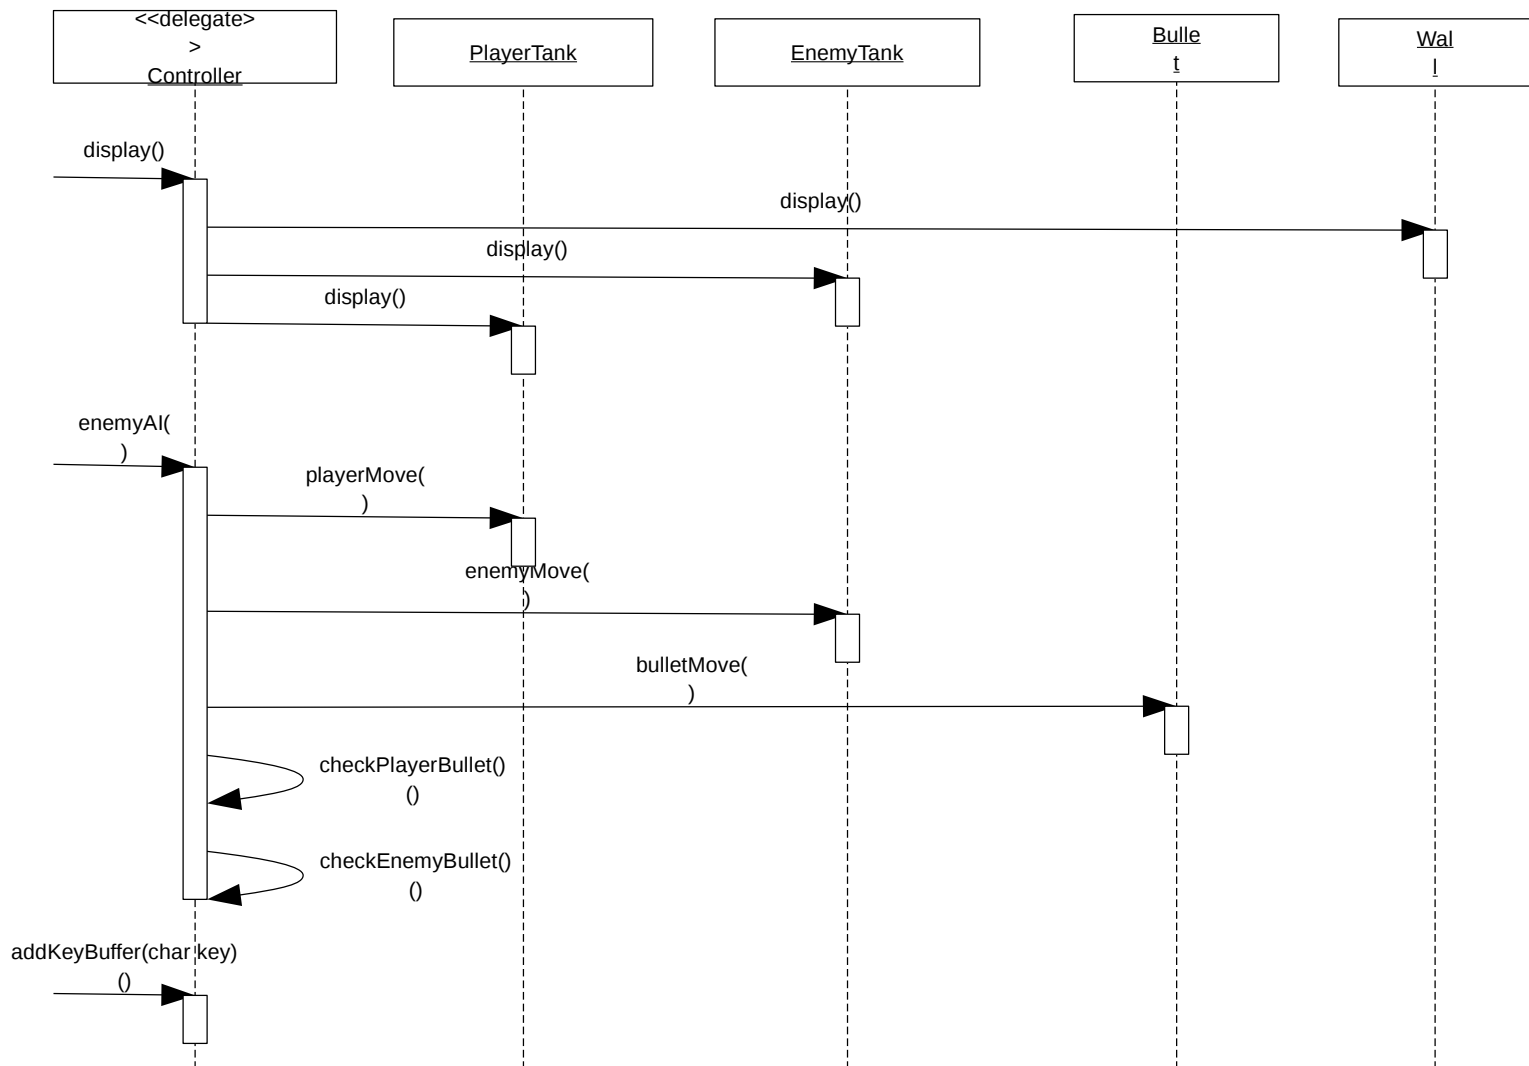 <<delegate>
>
Controller
PlayerTank
EnemyTank
Bulle
t
Wal
l
display()
display()
display()
display()
enemyAI(
)
playerMove(
)
enemyMove(
)
bulletMove(
)
checkPlayerBullet()
()
checkEnemyBullet()
()
addKeyBuffer(char key)
()